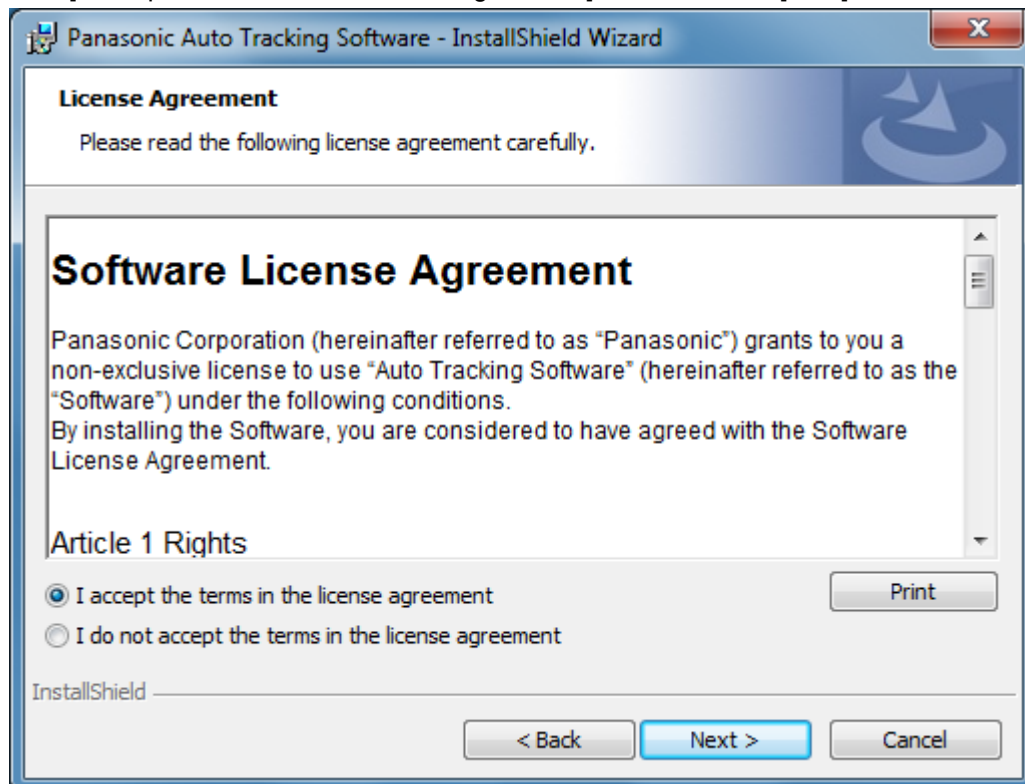 Panasonic Auto Tracking Software - InstallShield Wizard
License Agreement
Please read the following license agreement carefully.
Software License Agreement
Panasonic Corporation (hereinafter referred to as “Panasonic”) grants to you a
non-exclusive license to use “Auto Tracking Software” (hereinafter referred to as the
“Software”) under the following conditions.
By installing the Software, you are considered to have agreed with the Software
License Agreement.
Article 1 Rights
I accept the terms in the license agreement
Print
I do not accept the terms in the license agreement
InstallShield
< Back
Next >
Cancel